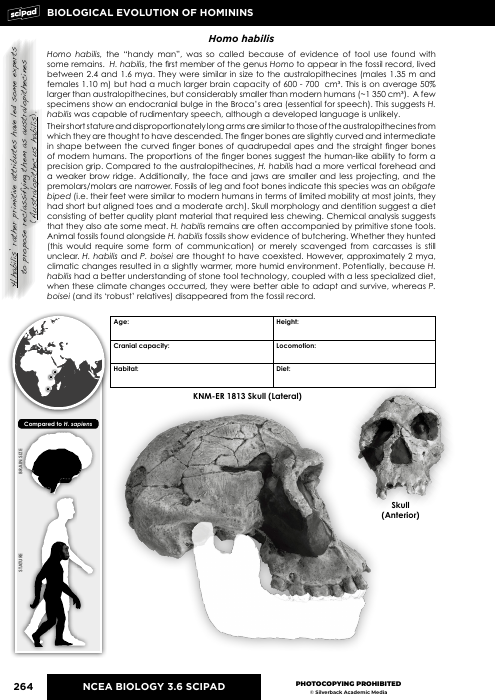 scipad BIOLOGICAL EVOLUTION OF HOMININS
Homo habilis
Homo habilis, the “handy man”, was so called because of evidence of tool use found with
some remains. H. habilis, the first member of the genus Homo to appear in the fossil record, lived
between 2.4 and 1.6 mya. They were similar in size to the australopithecines (males 1.35 m and
females 1.10 m) but had a much larger brain capacity of 600 - 700 cm³. This is on average 50%
larger than australopithecines, but considerably smaller than modern humans (~1 350 cm³). A few
specimens show an endocranial bulge in the Broca’s area (essential for speech). This suggests H.
habilis was capable of rudimentary speech, although a developed language is unlikely.
Their short stature and disproportionately long arms are similar to those of the australopithecines from
which they are thought to have descended. The finger bones are slightly curved and intermediate
in shape between the curved finger bones of quadrupedal apes and the straight finger bones
of modern humans. The proportions of the finger bones suggest the human-like ability to form a
precision grip. Compared to the australopithecines, H. habilis had a more vertical forehead and
a weaker brow ridge. Additionally, the face and jaws are smaller and less projecting, and the
premolars/molars are narrower. Fossils of leg and foot bones indicate this species was an obligate
biped (i.e. their feet were similar to modern humans in terms of limited mobility at most joints, they
had short but aligned toes and a moderate arch). Skull morphology and dentition suggest a diet
consisting of better quality plant material that required less chewing. Chemical analysis suggests
that they also ate some meat. H. habilis remains are often accompanied by primitive stone tools.
Animal fossils found alongside H. habilis fossils show evidence of butchering. Whether they hunted
(this would require some form of communication) or merely scavenged from carcasses is still
unclear. H. habilis and P. boisei are thought to have coexisted. However, approximately 2 mya,
climatic changes resulted in a slightly warmer, more humid environment. Potentially, because H.
habilis had a better understanding of stone tool technology, coupled with a less specialized diet,
when these climate changes occurred, they were better able to adapt and survive, whereas P.
boisei (and its ‘robust’ relatives) disappeared from the fossil record.
H.habilis' rather primitive attributes have led some experts
to propose reclassifying them as australopithecines
(Australopithecus habilis)
Age:
Height:
Cranial capacity:
Locomotion:
Habitat:
Diet:
KNM-ER 1813 Skull (Lateral)
Compared to H. sapiens
BRAIN SIZE
STATURE
Skull
(Anterior)
264
NCEA BIOLOGY 3.6 SCIPAD
PHOTOCOPYING PROHIBITED
© Silverback Academic Media